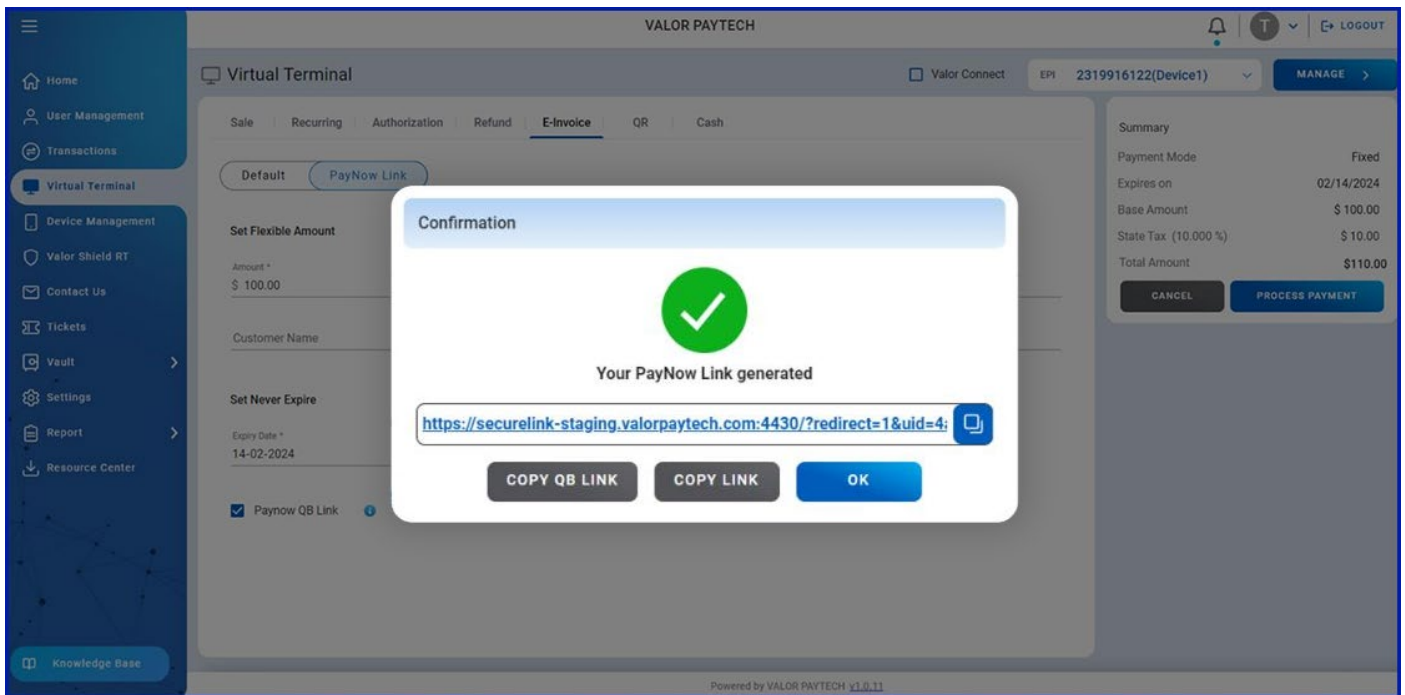 VALOR PAYTECH
T
LOGOUT
Home
User Management
Transactions
Virtual Terminal
Device Management
Valor Shield RT
Contact Us
Tickets
Vault
Settings
Report
Resource Center
Knowledge Base
Virtual Terminal
Valor Connect
EPI 2319916122(Device1)
MANAGE
Sale Recurring Authorization Refund E-Invoice QR Cash
Default PayNow Link
Set Flexible Amount
Amount *
$ 100.00
Customer Name
Set Never Expire
Expiry Date *
14-02-2024
Paynow QB Link
Confirmation
Your PayNow Link generated
https://securelink-staging.valorpaytech.com:4430/?redirect=1&uid=4
COPY QB LINK COPY LINK OK
Summary
Payment Mode Fixed
Expires on 02/14/2024
Base Amount $ 100.00
State Tax (10.000 %) $ 10.00
Total Amount $110.00
CANCEL PROCESS PAYMENT
Powered by VALOR PAYTECH v1.0.11